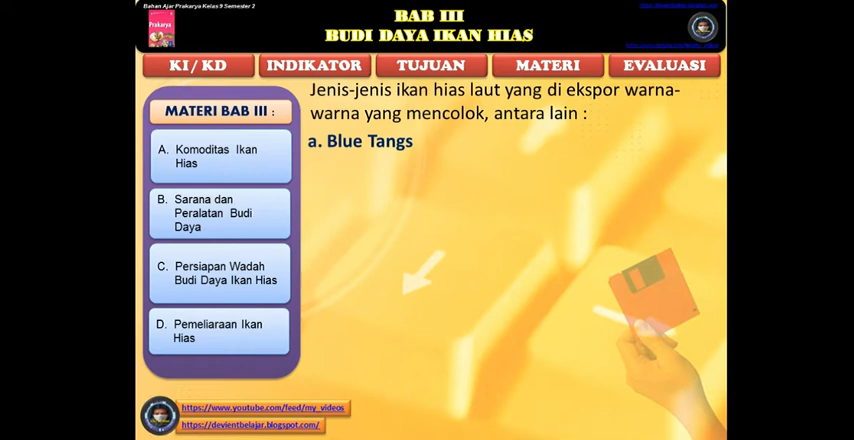 Bahan Ajar Prakarya Kelas 9 Semester 2
Prakarya
BAB III
BUDI DAYA IKAN HIAS
KI / KD
INDIKATOR
TUJUAN
MATERI
EVALUASI
MATERI BAB III :
A. Komoditas Ikan
Hias
B. Sarana dan
Peralatan Budi
Daya
C. Persiapan Wadah
Budi Daya Ikan Hias
D. Pemeliaraan Ikan
Hias
Jenis-jenis ikan hias laut yang di ekspor warna-
warna yang mencolok, antara lain :
a. Blue Tangs
https://www.youtube.com/feed/my_videos
https://devientbelajar.blogspot.com/